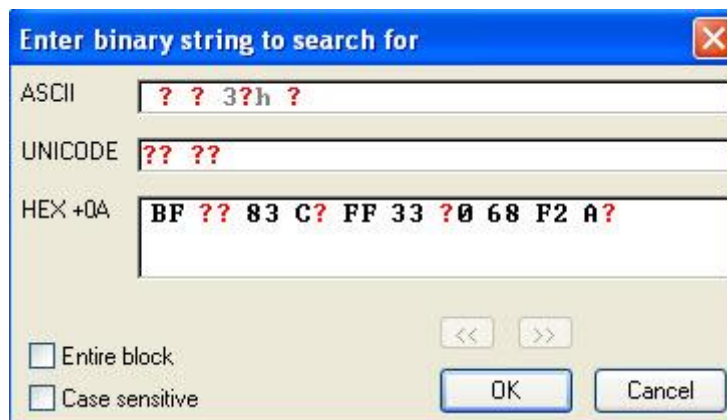 Enter binary string to search for
ASCII ? ? 3?h ?
UNICODE ?? ??
HEX +0A BF ?? 83 C? FF 33 ?0 68 F2 A?
<< >>
Entire block
Case sensitive
OK Cancel